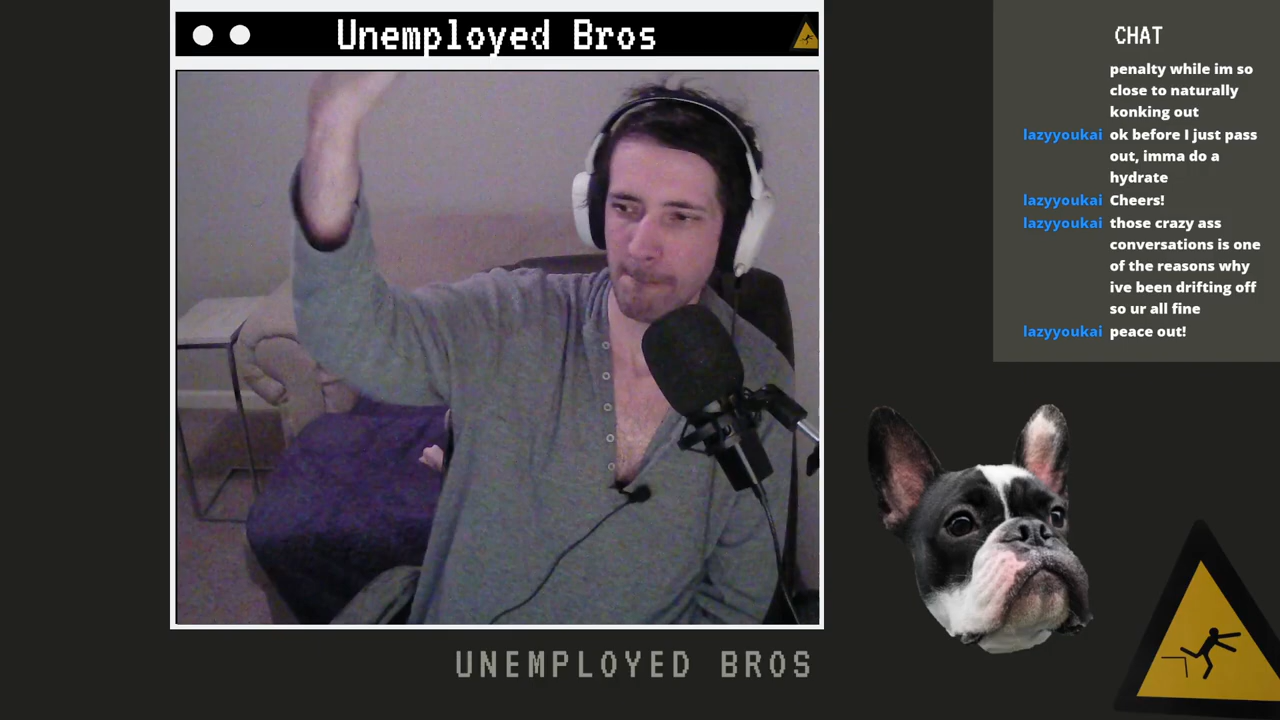 Unemployed Bros
CHAT
penalty while im so
close to naturally
konking out
lazyyoukai ok before I just pass
out, imma do a
hydrate
lazyyoukai Cheers!
lazyyoukai those crazy ass
conversations is one
of the reasons why
ive been drifting off
so ur all fine
lazyyoukai peace out!
UNEMPLOYED BROS